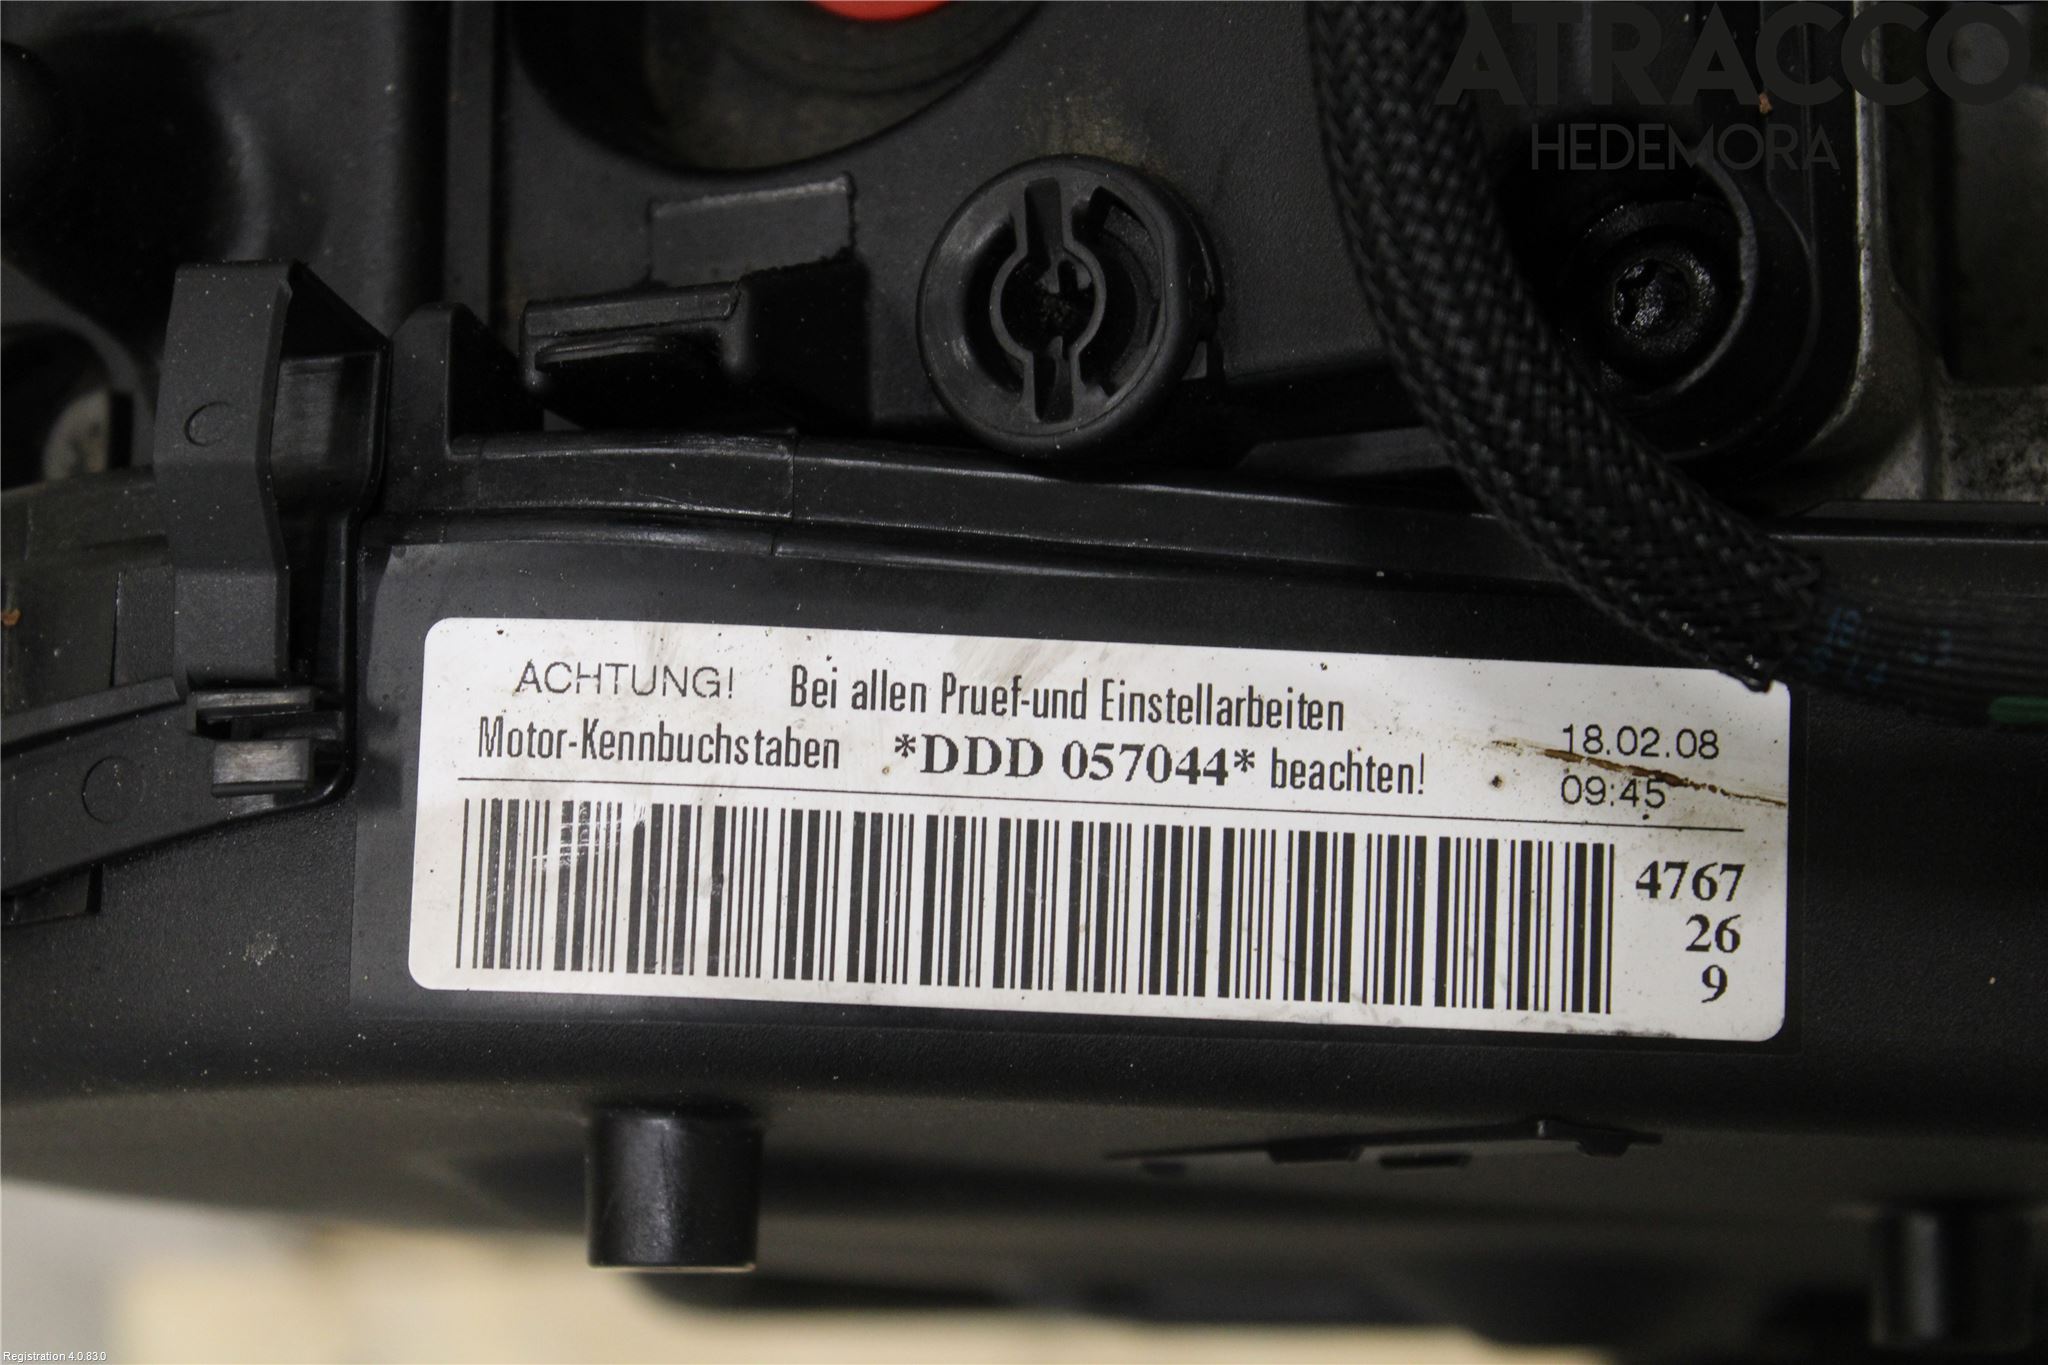 ATRACCO
HEDEMORA
ACHTUNG! Bei allen Pruef-und Einstellarbeiten
Motor-Kennbuchstaben *DDD 057044* beachten!
18.02.08
09:45
4767
26
9
Registration 4.0.83.0